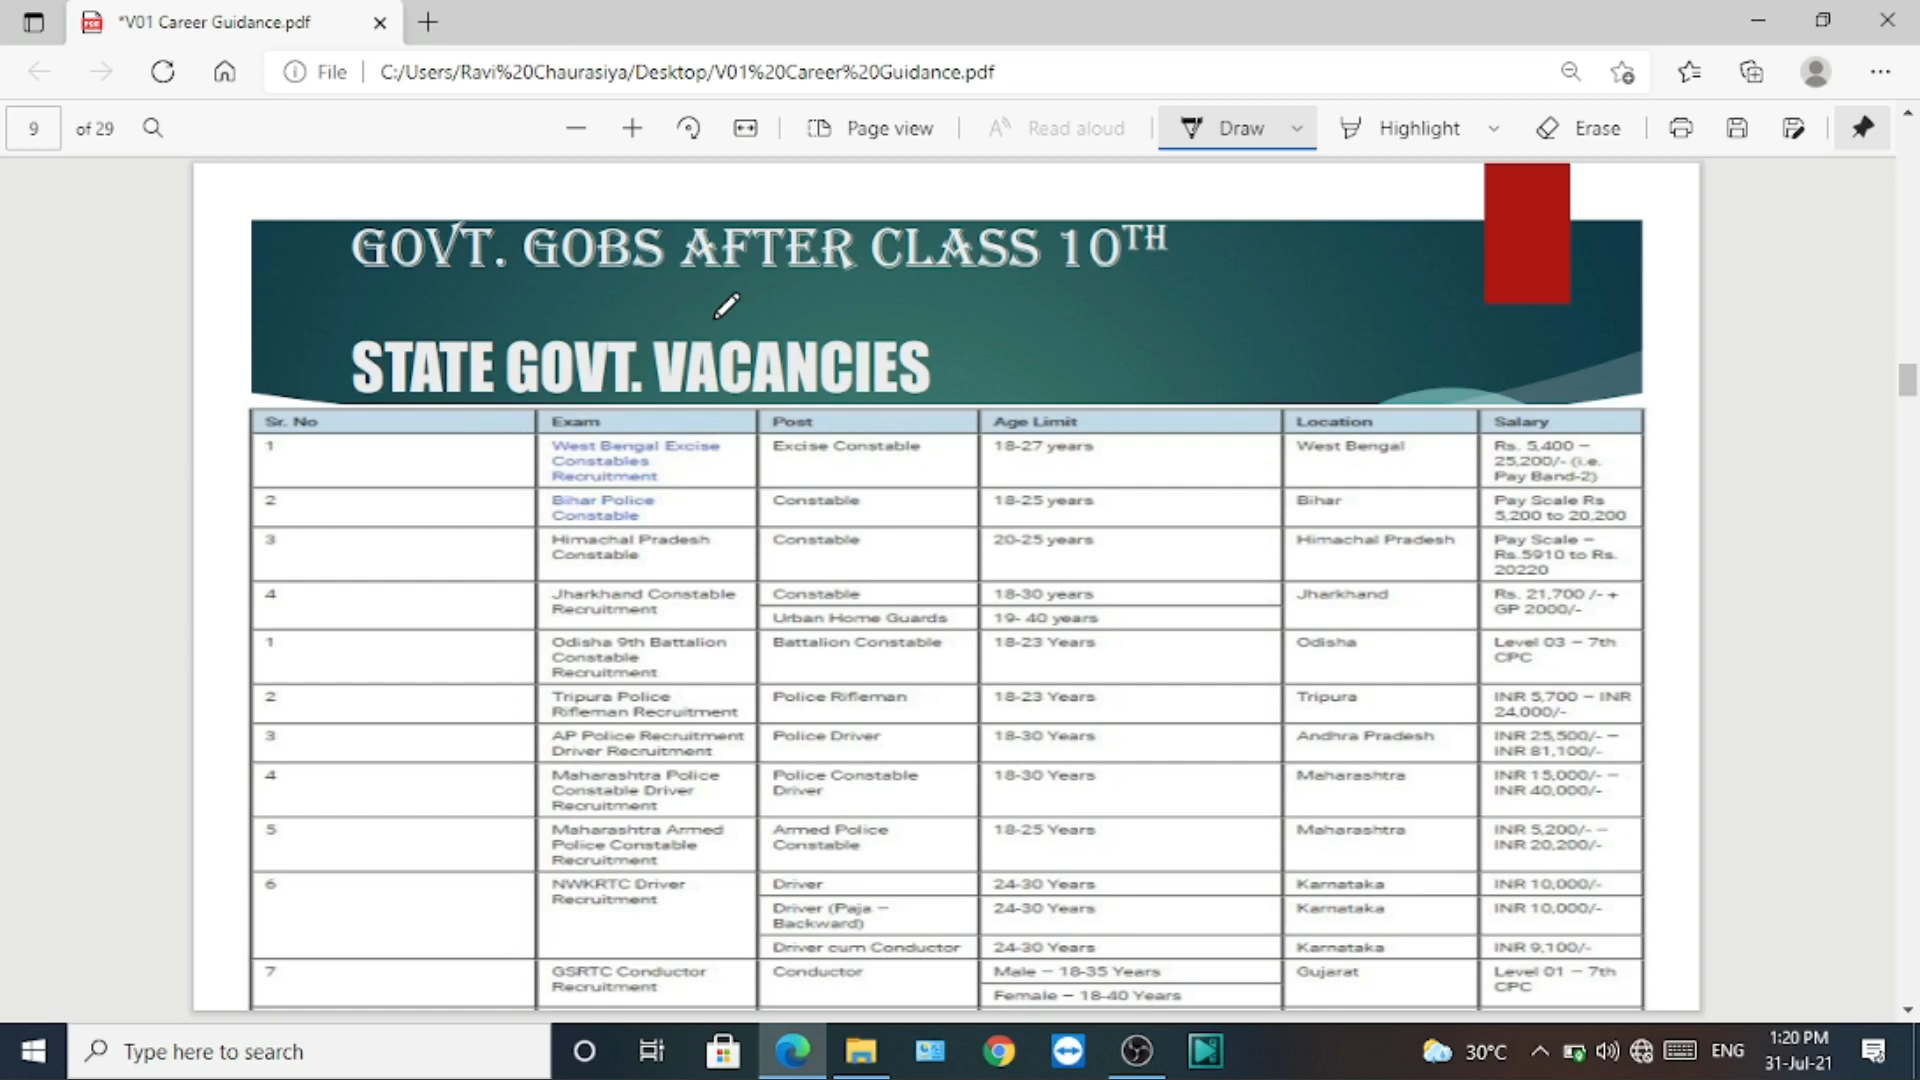 *V01 Career Guidance.pdf
File
C:/Users/Ravi%20Chaurasiya/Desktop/V01%20Career%20Guidance.pdf
9 of 29
Page view
Read aloud
Draw
Highlight
Erase
GOVT. GOBS AFTER CLASS 10TH
STATE GOVT. VACANCIES
Sr. No Exam Post Age Limit Location Salary
1 West Bengal Excise Constables Recruitment Excise Constable 18-27 years West Bengal Rs. 5,400 – 25,200/- (i.e. Pay Band-2)
2 Bihar Police Constable Constable 18-25 years Bihar Pay Scale Rs 5,200 to 20,200
3 Himachal Pradesh Constable Constable 20-25 years Himachal Pradesh Pay Scale – Rs.5910 to Rs. 20220
4 Jharkhand Constable Recruitment Constable 18-30 years Jharkhand Rs. 21,700 /- + GP 2000/-
Urban Home Guards 19- 40 years
1 Odisha 9th Battalion Constable Recruitment Battalion Constable 18-23 Years Odisha Level 03 – 7th CPC
2 Tripura Police Rifleman Recruitment Police Rifleman 18-23 Years Tripura INR 5,700 – INR 24,000/-
3 AP Police Recruitment Driver Recruitment Police Driver 18-30 Years Andhra Pradesh INR 25,500/- – INR 81,100/-
4 Maharashtra Police Constable Driver Recruitment Police Constable Driver 18-30 Years Maharashtra INR 15,000/- – INR 40,000/-
5 Maharashtra Armed Police Constable Recruitment Armed Police Constable 18-25 Years Maharashtra INR 5,200/- – INR 20,200/-
6 NWKRTC Driver Recruitment Driver 24-30 Years Karnataka INR 10,000/-
Driver (Paja – Backward) 24-30 Years Karnataka INR 10,000/-
Driver cum Conductor 24-30 Years Karnataka INR 9,100/-
7 GSRTC Conductor Recruitment Conductor Male – 18-35 Years Gujarat Level 01 – 7th CPC
Female – 18-40 Years
Type here to search
30°C
ENG
1:20 PM
31-Jul-21